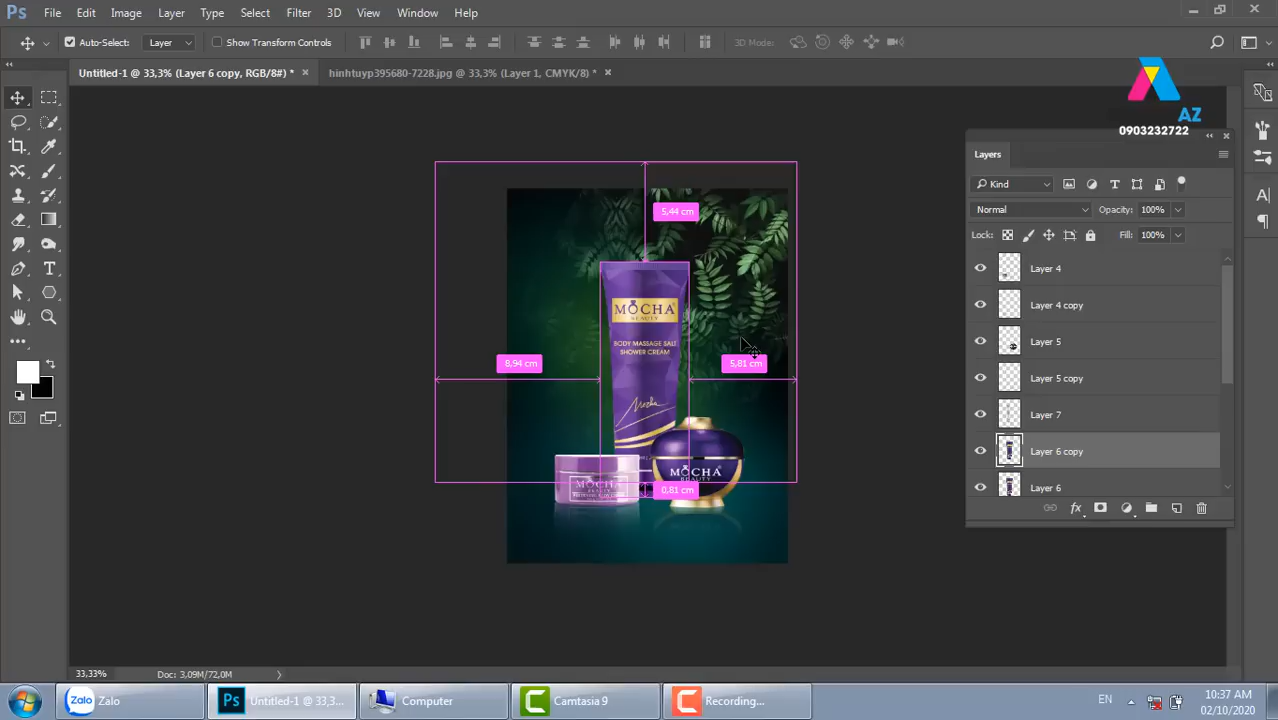 Ps File Edit Image Layer Type Select Filter 3D View Window Help
Auto-Select: Layer Show Transform Controls 3D Mode:
Untitled-1 @ 33,3% (Layer 6 copy, RGB/8#) * × hinhtuyp395680-7228.jpg @ 33,3% (Layer 1, CMYK/8) * ×
AZ
0903232722
Layers
Kind
Normal Opacity: 100%
Lock: Fill: 100%
Layer 4
Layer 4 copy
Layer 5
Layer 5 copy
Layer 7
Layer 6 copy
Layer 6
5,44 cm
MOCHA
BEAUTY
BODY MASSAGE SALT
SHOWER CREAM
8,94 cm
5,81 cm
Mocha
MOCHA
BEAUTY
MOCHA
0,81 cm
33,33% Doc: 3,09M/72,0M
Zalo Zalo
Ps Untitled-1 @ 33,3...
Computer
Camtasia 9
Recording...
EN
10:37 AM
02/10/2020